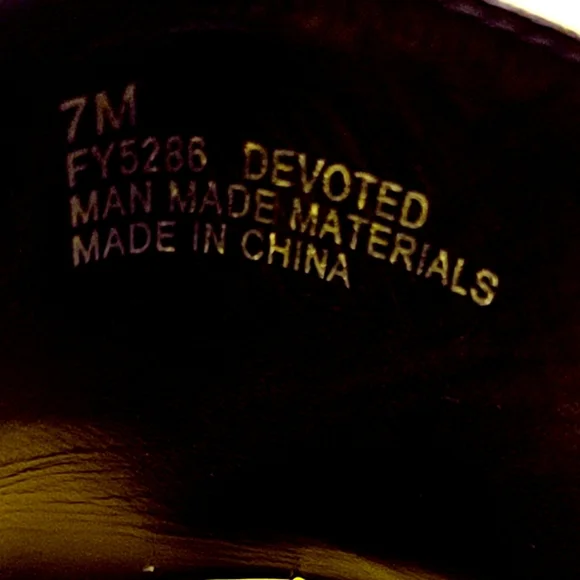 7M
FY5286 DEVOTED
MAN MADE MATERIALS
MADE IN CHINA